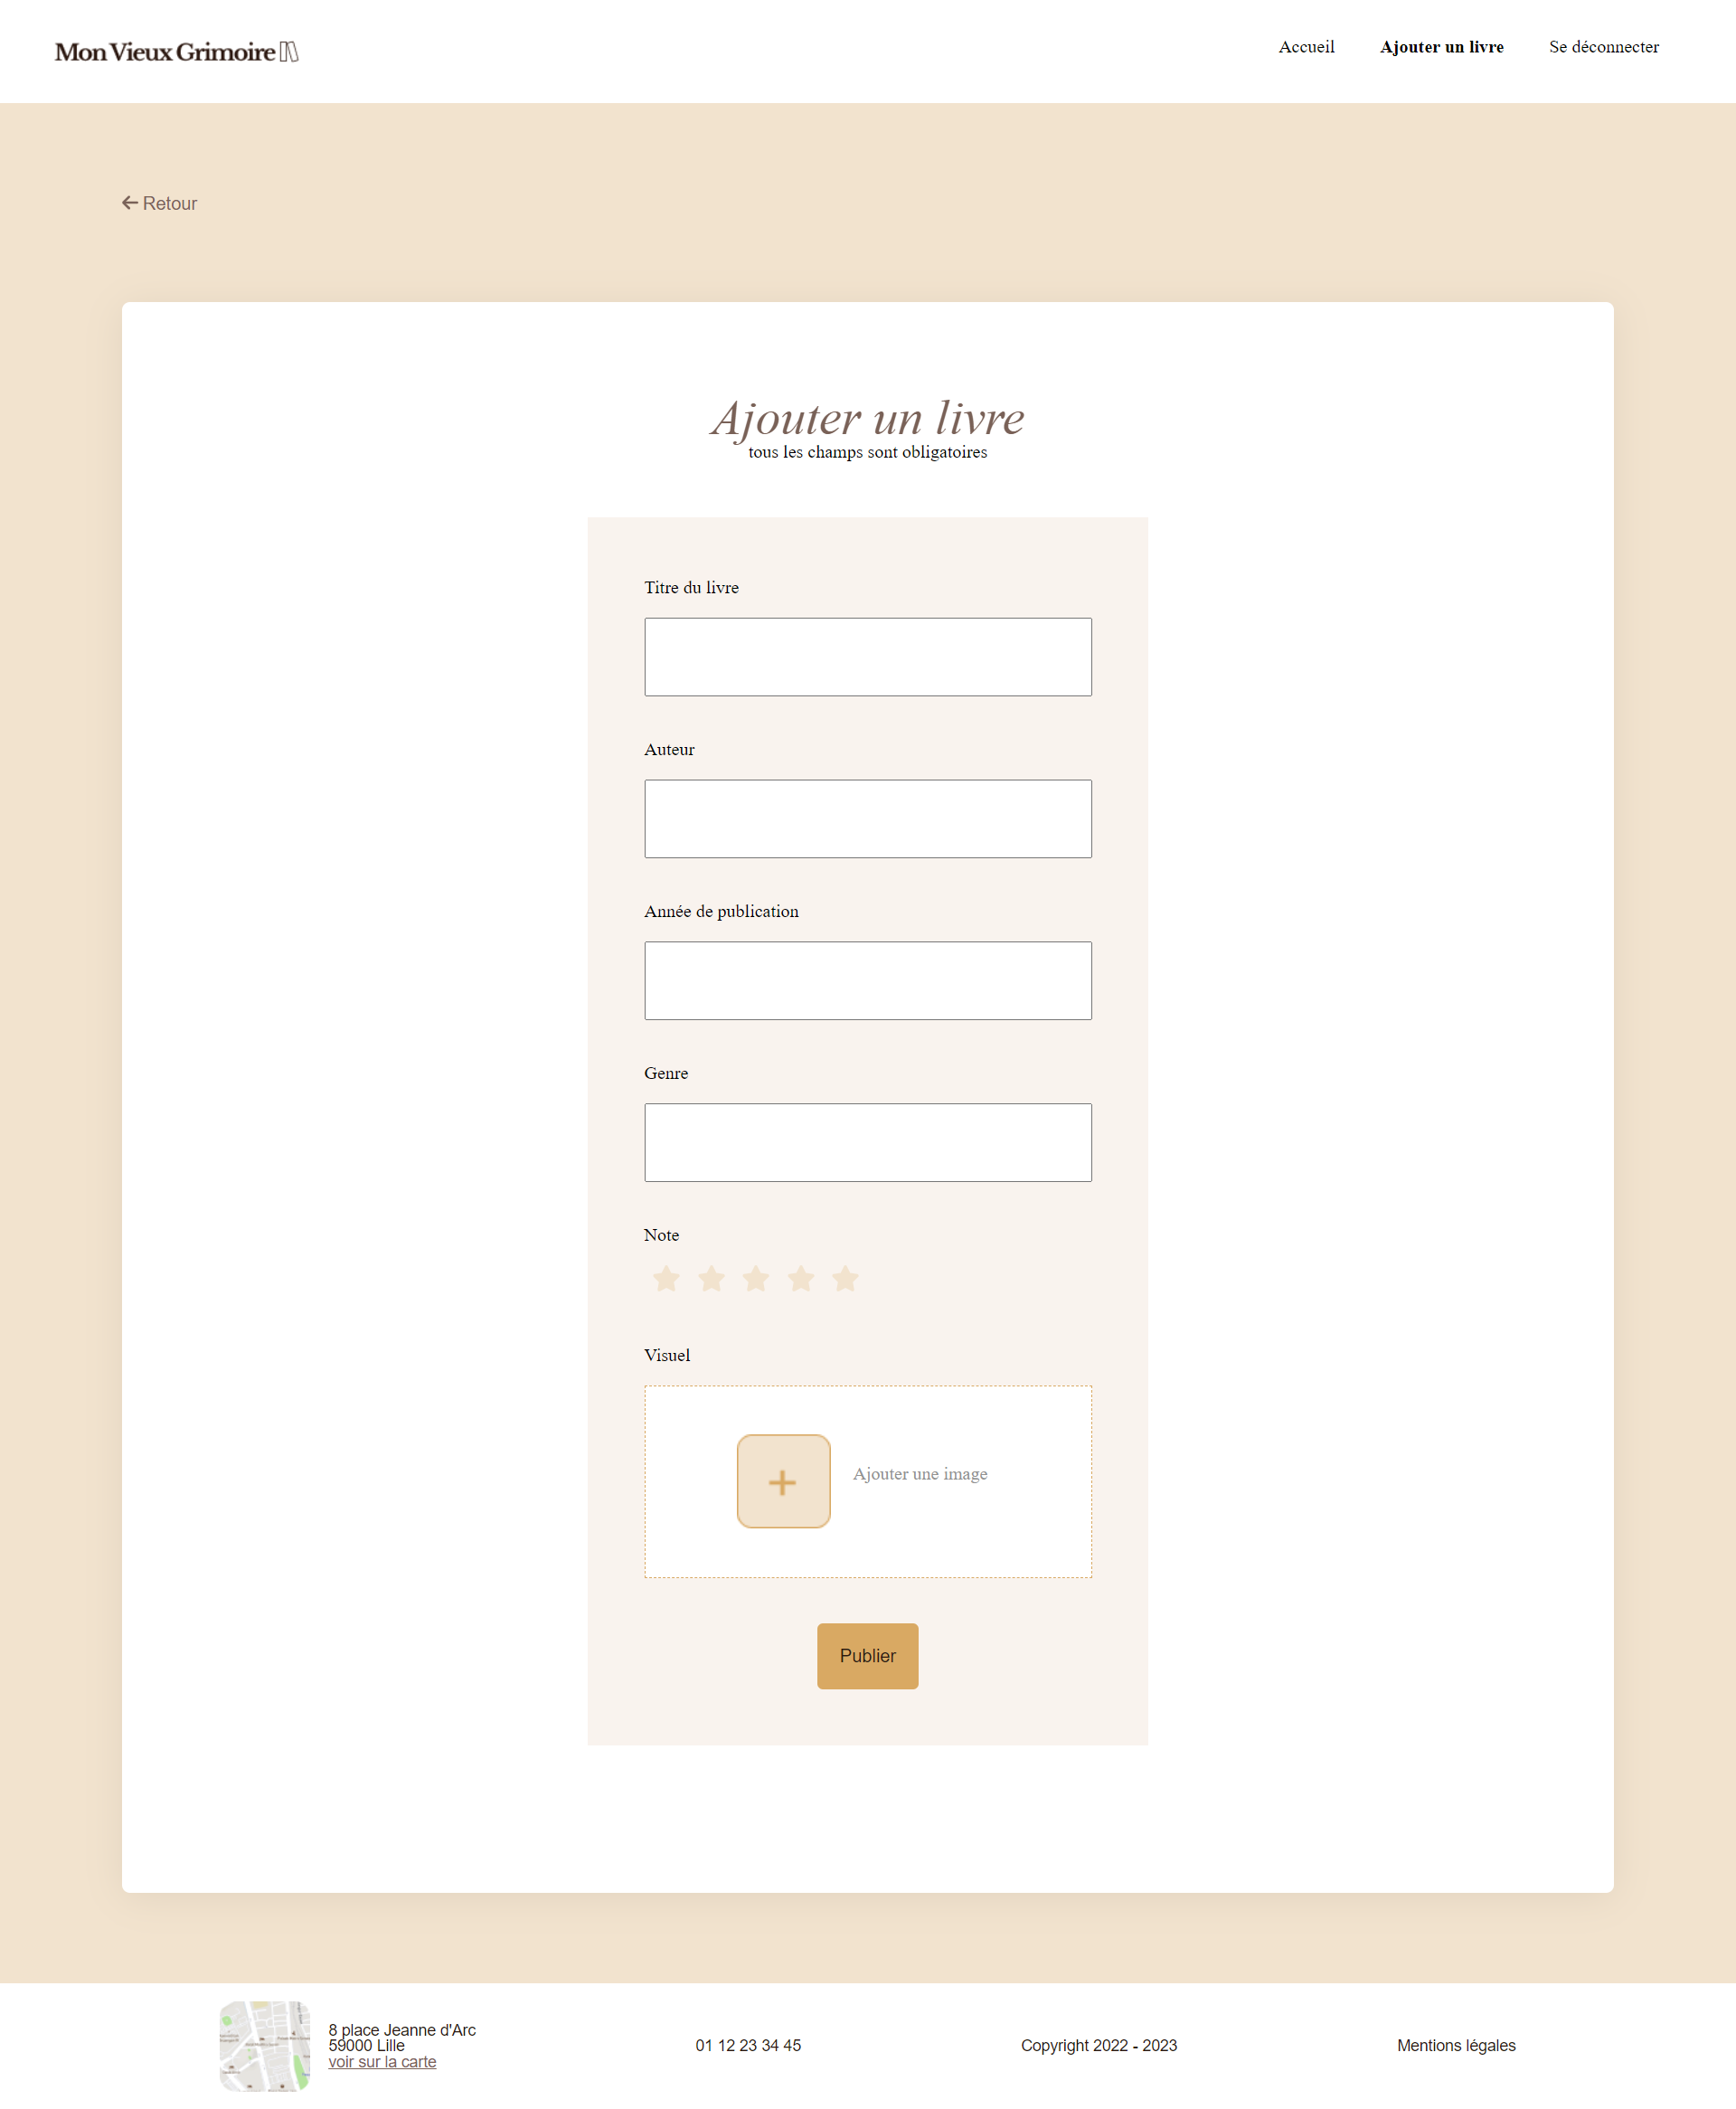 Mon Vieux Grimoire
Accueil
Ajouter un livre
Se déconnecter
Retour
Ajouter un livre
tous les champs sont obligatoires
Titre du livre
Auteur
Année de publication
Genre
Note
Visuel
Ajouter une image
Publier
8 place Jeanne d'Arc
59000 Lille
voir sur la carte
01 12 23 34 45
Copyright 2022 - 2023
Mentions légales